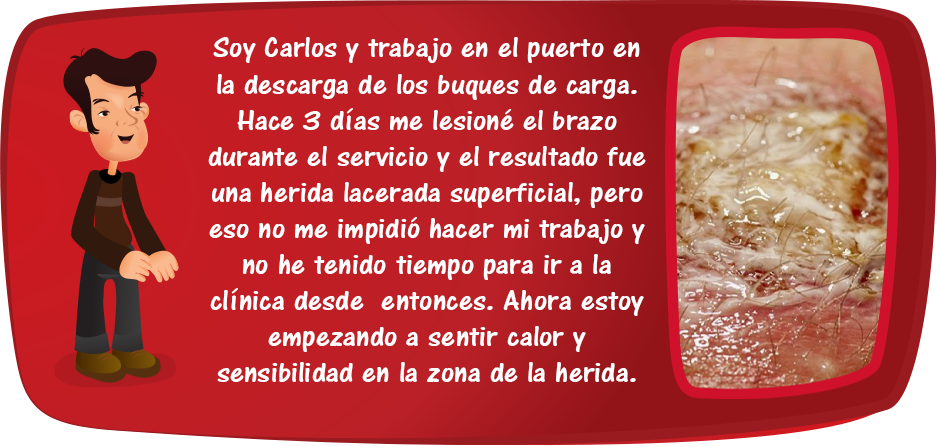 Soy Carlos y trabajo en el puerto en
la descarga de los buques de carga.
Hace 3 días me lesioné el brazo
durante el servicio y el resultado fue
una herida lacerada superficial, pero
eso no me impidió hacer mi trabajo y
no he tenido tiempo para ir a la
clínica desde  entonces. Ahora estoy
empezando a sentir calor y
sensibilidad en la zona de la herida.